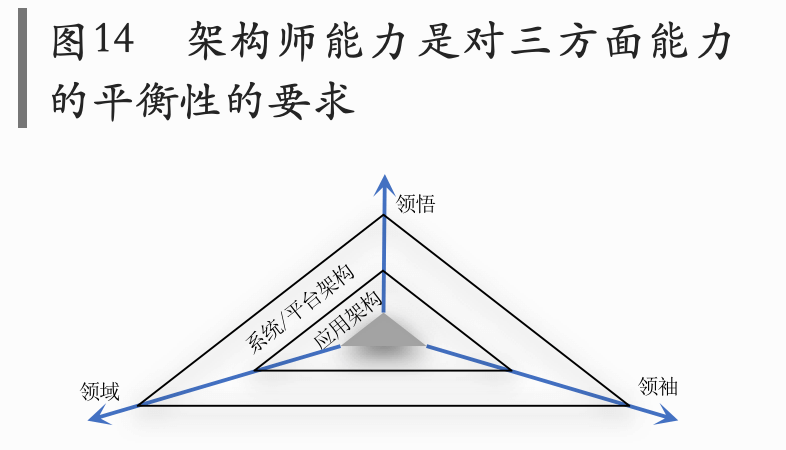 图14 架构师能力是对三方面能力
的平衡性的要求
领悟
系统/平台架构
应用架构
领域
领袖